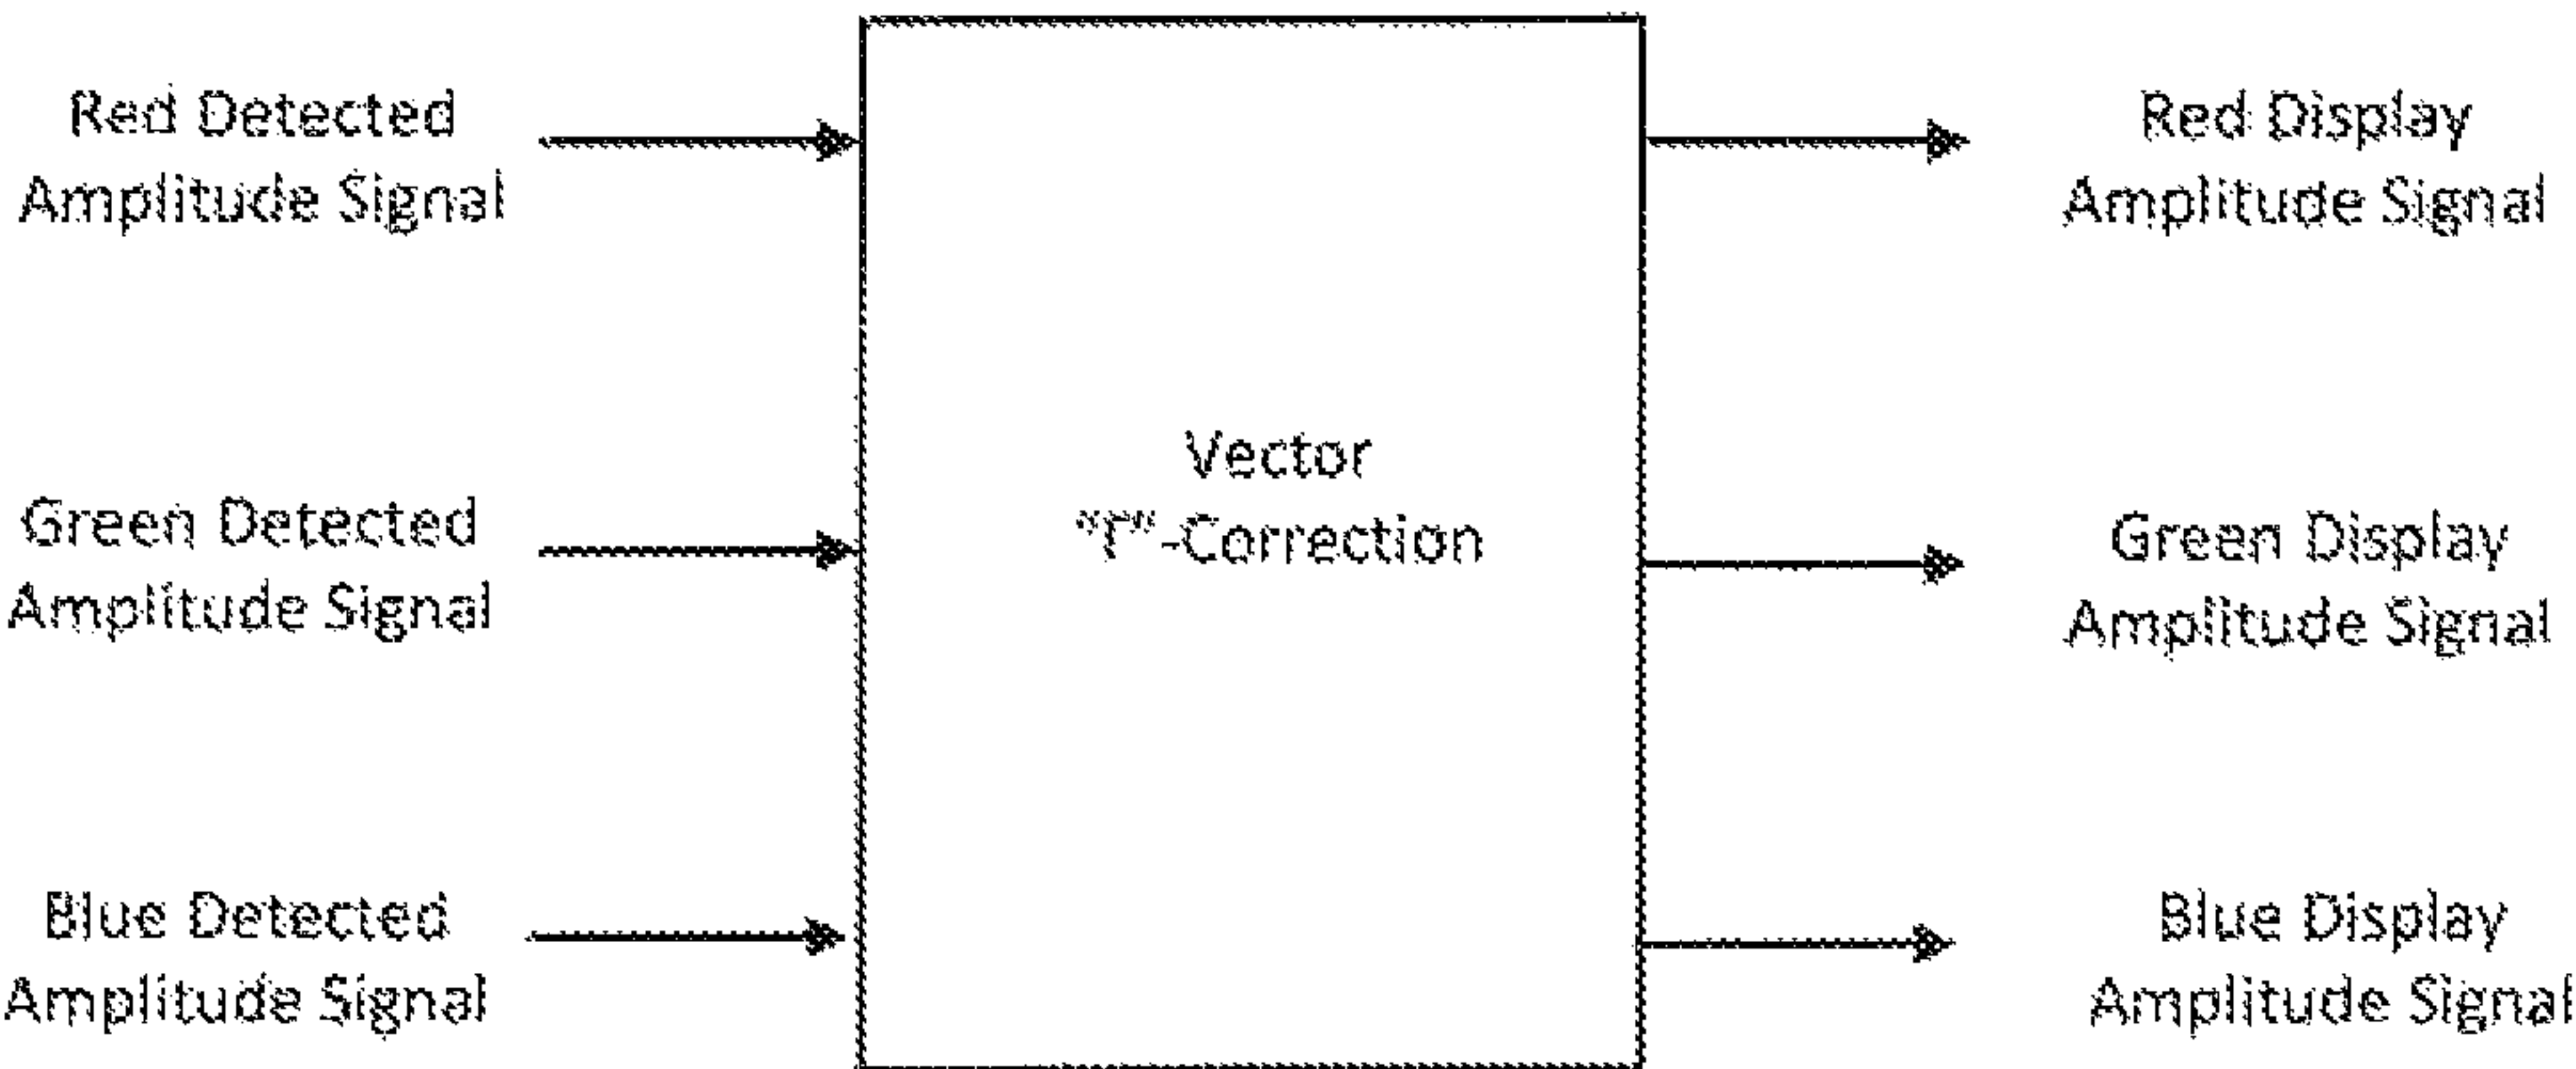 Red Detected
Amplitude Signal
Green Detected
Amplitude Signal
Blue Detected
Amplitude Signal
Vector
“Γ”-Correction
Red Display
Amplitude Signal
Green Display
Amplitude Signal
Blue Display
Amplitude Signal